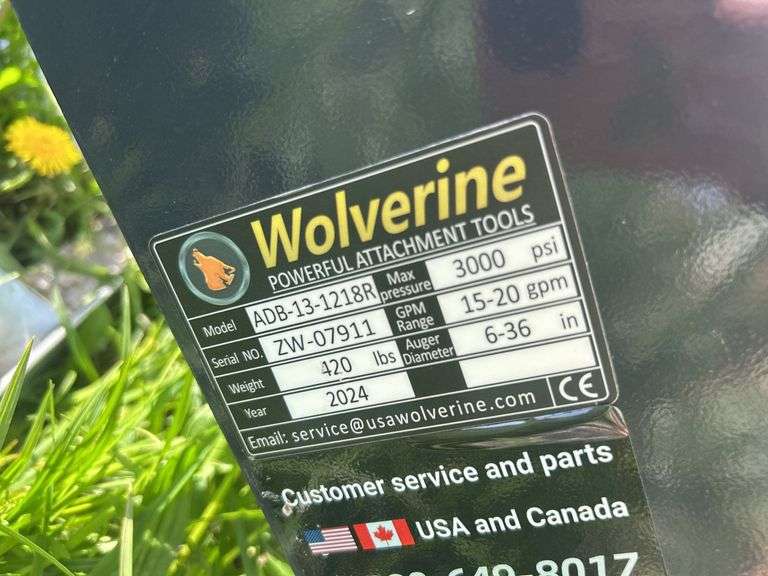 Wolverine
POWERFUL ATTACHMENT TOOLS
Model ADB-13-1218R Max pressure 3000 psi
Serial NO. ZW-07911 GPM Range 15-20 gpm
Weight 420 lbs Auger Diameter 6-36 in
Year 2024
Email: service@usawolverine.com CE
Customer service and parts
USA and Canada